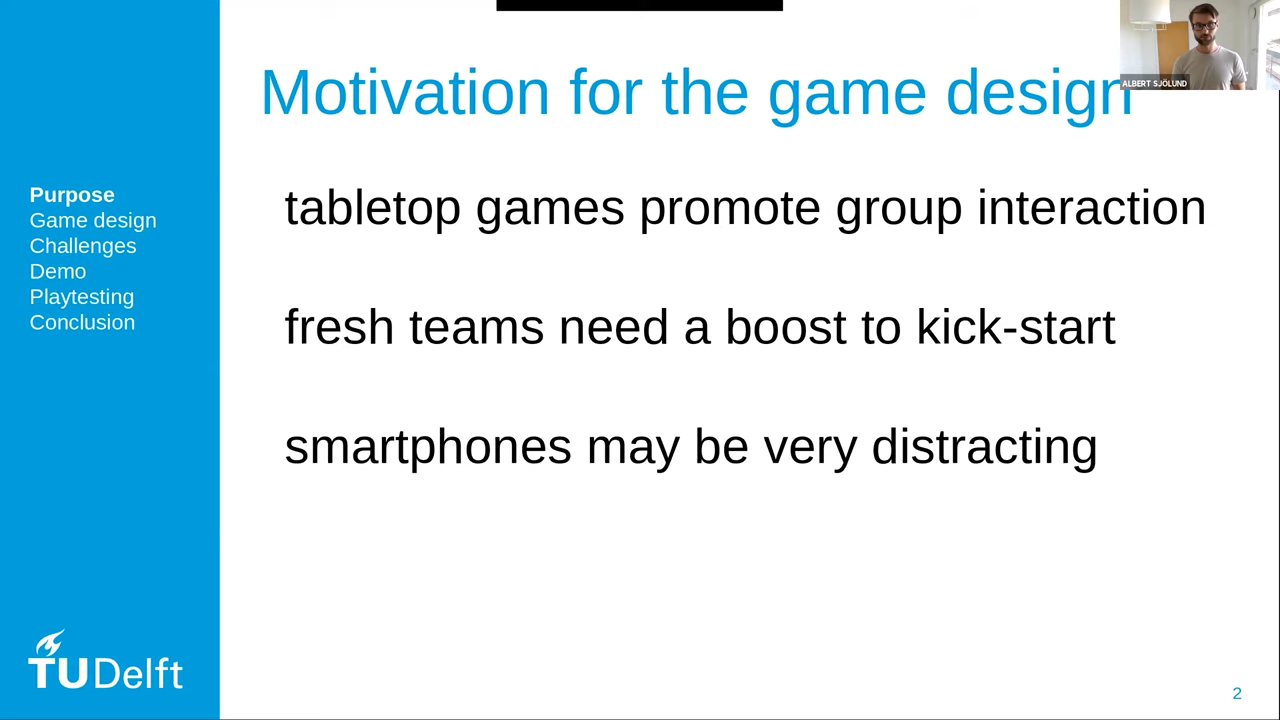 Motivation for the game design
ALBERT SJÖLUND
Purpose
Game design
Challenges
Demo
Playtesting
Conclusion
tabletop games promote group interaction
fresh teams need a boost to kick-start
smartphones may be very distracting
TUDelft
2